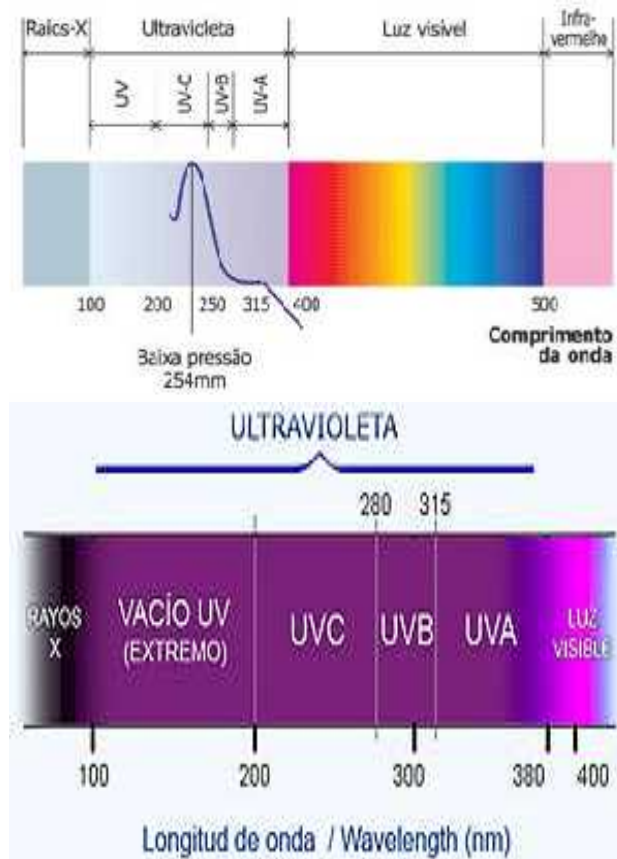 Raics-X Ultravicleta Luz visível Infra-
vermelho
UV UV-C UV-B UV-A
100 200 250 315 400 500
Baixa pressão
254mm
Comprimento
da onda
ULTRAVIOLETA
280 315
RAYOS
X
VACÍO UV
(EXTREMO)
UVC UVB UVA
LUZ
VISIBLE
100 200 300 380 400
Longitud de onda / Wavelength (nm)